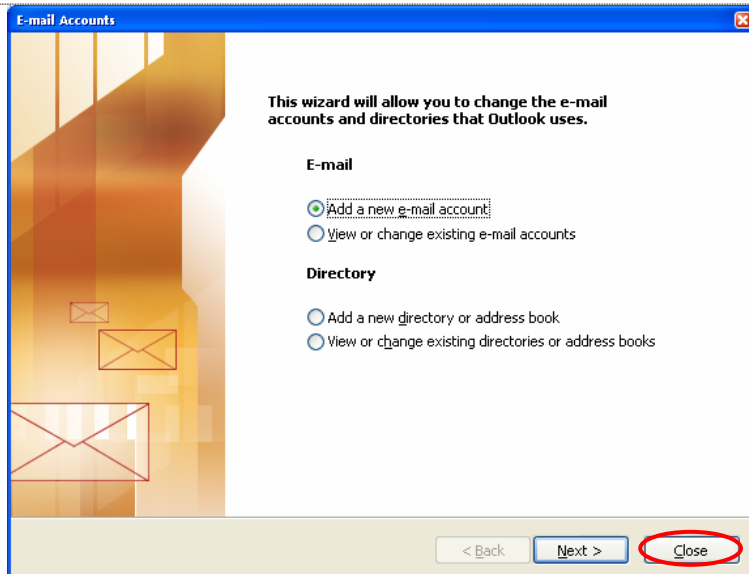 E-mail Accounts
This wizard will allow you to change the e-mail
accounts and directories that Outlook uses.
E-mail
Add a new e-mail account
View or change existing e-mail accounts
Directory
Add a new directory or address book
View or change existing directories or address books
< Back Next > Close